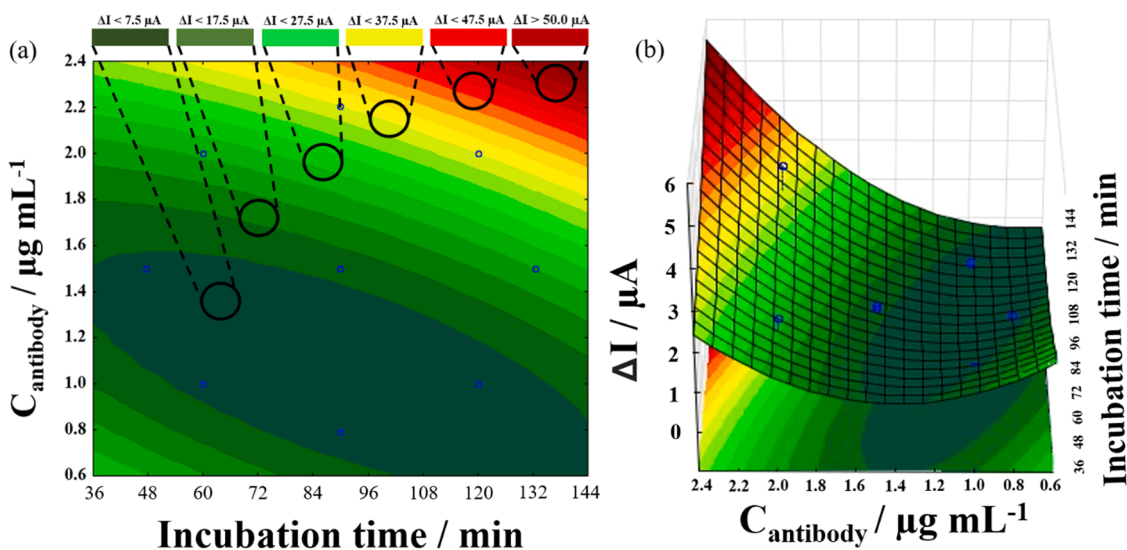 ΔI < 7.5 μA ΔI < 17.5 μA ΔI < 27.5 μA ΔI < 37.5 μA ΔI < 47.5 μA ΔI > 50.0 μA
(a)
2.4
2.2
2.0
1.8
1.6
1.4
1.2
1.0
0.8
0.6
C antibody / μg mL-1
36 48 60 72 84 96 108 120 132 144
Incubation time / min
(b)
6
5
4
3
2
1
0
ΔI / μA
2.4 2.2 2.0 1.8 1.6 1.4 1.2 1.0 0.8 0.6
C antibody / μg mL-1
144
132
120
108
96
84
72
60
48
36
Incubation time / min